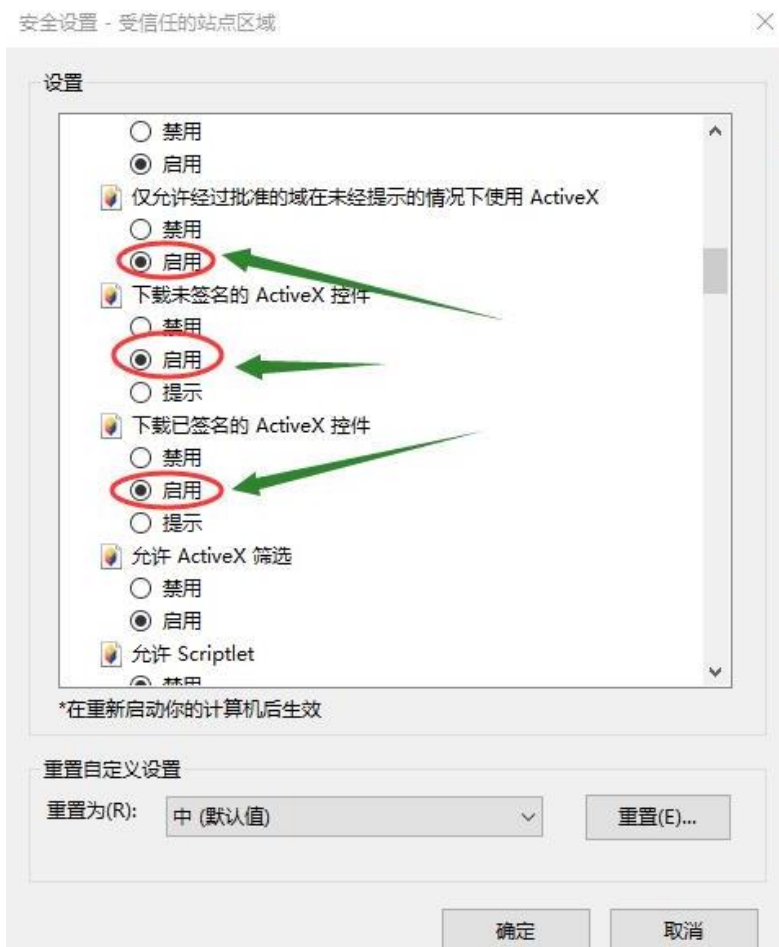 安全设置 - 受信任的站点区域
设置
禁用
启用
仅允许经过批准的域在未经提示的情况下使用 ActiveX
禁用
启用
下载未签名的 ActiveX 控件
禁用
启用
提示
下载已签名的 ActiveX 控件
禁用
启用
提示
允许 ActiveX 筛选
禁用
启用
允许 Scriptlet
禁用
*在重新启动你的计算机后生效
重置自定义设置
重置为(R): 中 (默认值) 重置(E)...
确定 取消